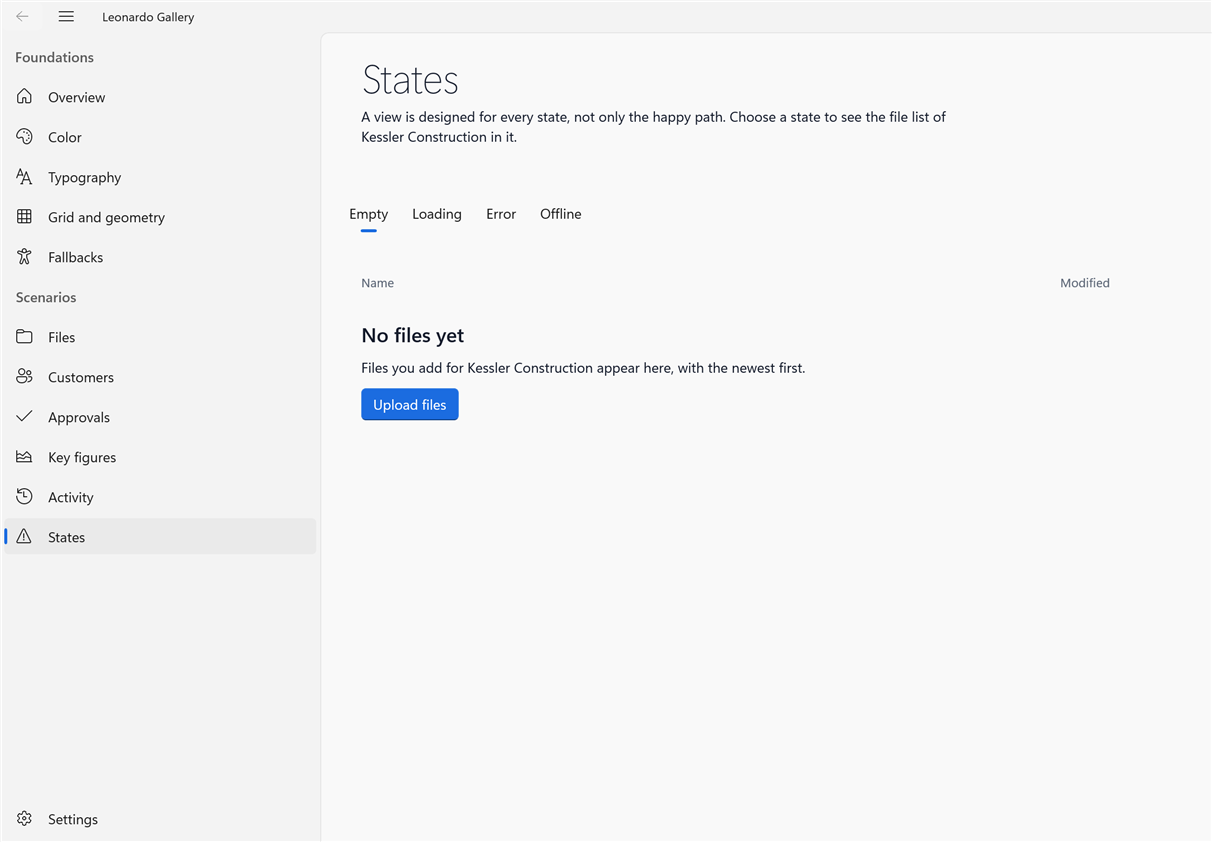 Leonardo Gallery
Foundations
Overview
Color
Typography
Grid and geometry
Fallbacks
Scenarios
Files
Customers
Approvals
Key figures
Activity
States
Settings
States
A view is designed for every state, not only the happy path. Choose a state to see the file list of
Kessler Construction in it.
Empty Loading Error Offline
Name Modified
No files yet
Files you add for Kessler Construction appear here, with the newest first.
Upload files